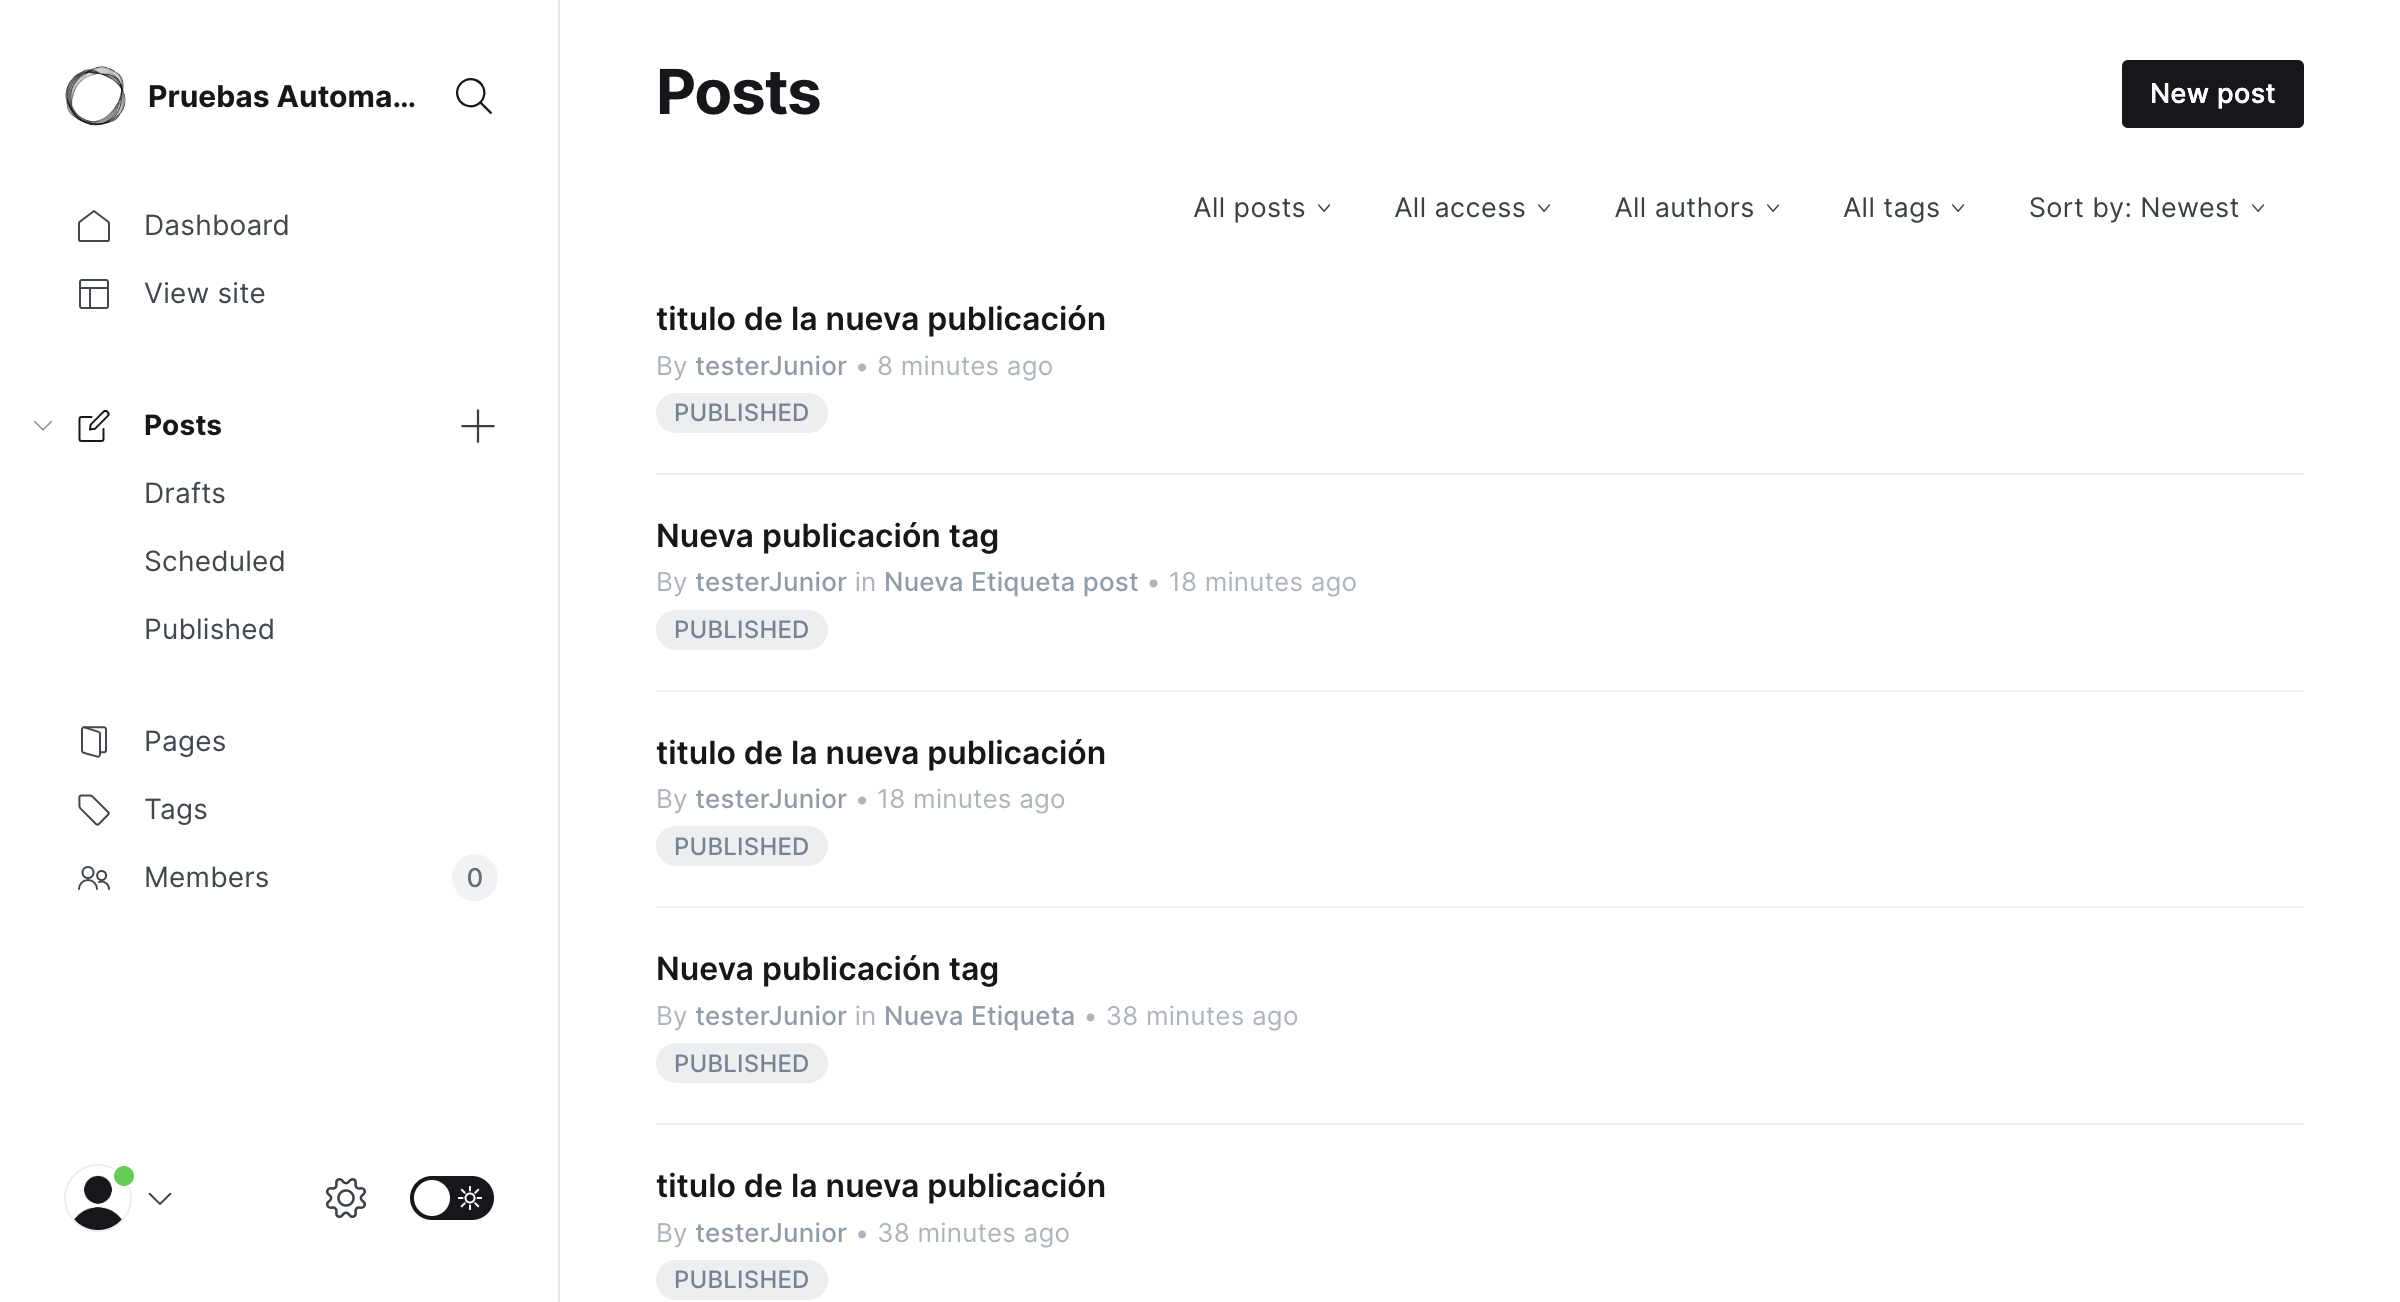 Pruebas Automa...
Dashboard
View site
Posts
Drafts
Scheduled
Published
Pages
Tags
Members 0
Posts
New post
All posts All access All authors All tags Sort by: Newest
titulo de la nueva publicación
By testerJunior • 8 minutes ago
PUBLISHED
Nueva publicación tag
By testerJunior in Nueva Etiqueta post • 18 minutes ago
PUBLISHED
titulo de la nueva publicación
By testerJunior • 18 minutes ago
PUBLISHED
Nueva publicación tag
By testerJunior in Nueva Etiqueta • 38 minutes ago
PUBLISHED
titulo de la nueva publicación
By testerJunior • 38 minutes ago
PUBLISHED